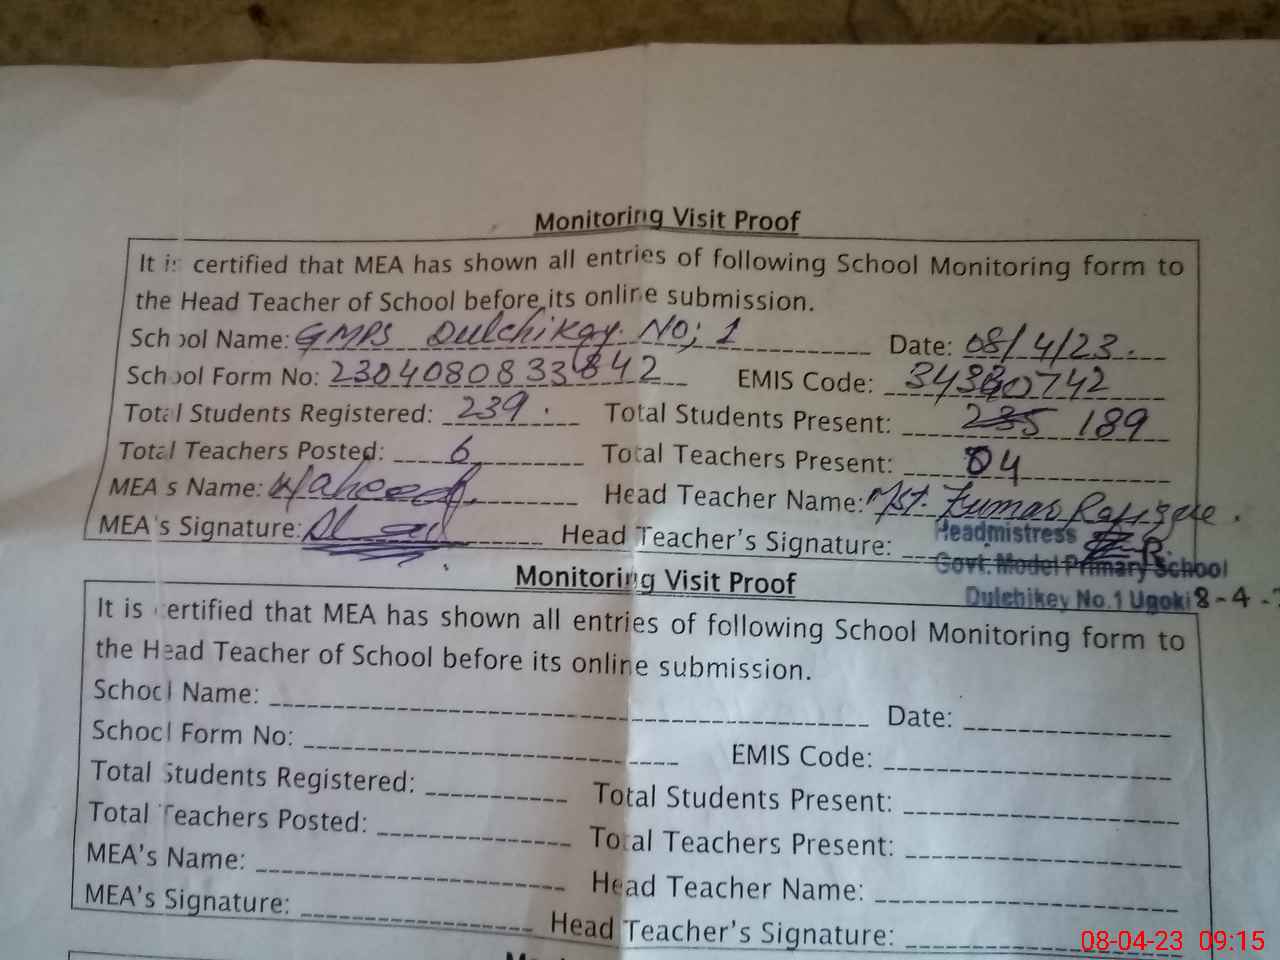 Monitoring Visit Proof
It is certified that MEA has shown all entries of following School Monitoring form to
the Head Teacher of School before its online submission.
School Name: GMPS Dulchikay. No; 1 Date: 08/4/23.
School Form No: 2304080833842 EMIS Code:
Total Students Registered: 239. Total Students Present: 235 189
Total Teachers Posted: 6 Total Teachers Present: 04
MEA's Name: Waheed Head Teacher Name: Mst.
MEA's Signature: Head Teacher's Signature:
Headmistress
Govt. Model Primary School
Dulchikey No.1 Ugoki 8-4-
Monitoring Visit Proof
It is certified that MEA has shown all entries of following School Monitoring form to
the Head Teacher of School before its online submission.
School Name: Date:
School Form No: EMIS Code:
Total Students Registered: Total Students Present:
Total Teachers Posted: Total Teachers Present:
MEA's Name: Head Teacher Name:
MEA's Signature: Head Teacher's Signature:
08-04-23 09:15